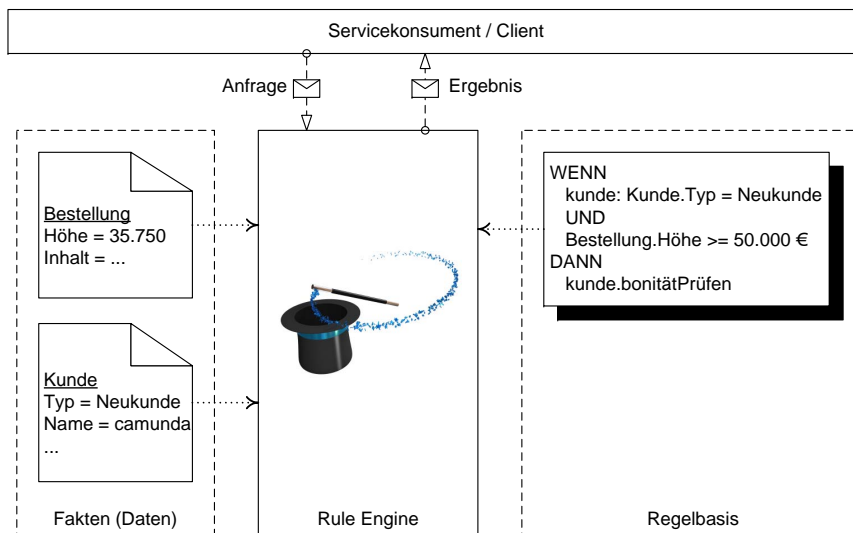 Servicekonsument / Client
Anfrage
Ergebnis
Bestellung
Höhe = 35.750
Inhalt = ...
Kunde
Typ = Neukunde
Name = camunda
...
Fakten (Daten)
Rule Engine
WENN
kunde: Kunde.Typ = Neukunde
UND
Bestellung.Höhe >= 50.000 €
DANN
kunde.bonitätPrüfen
Regelbasis